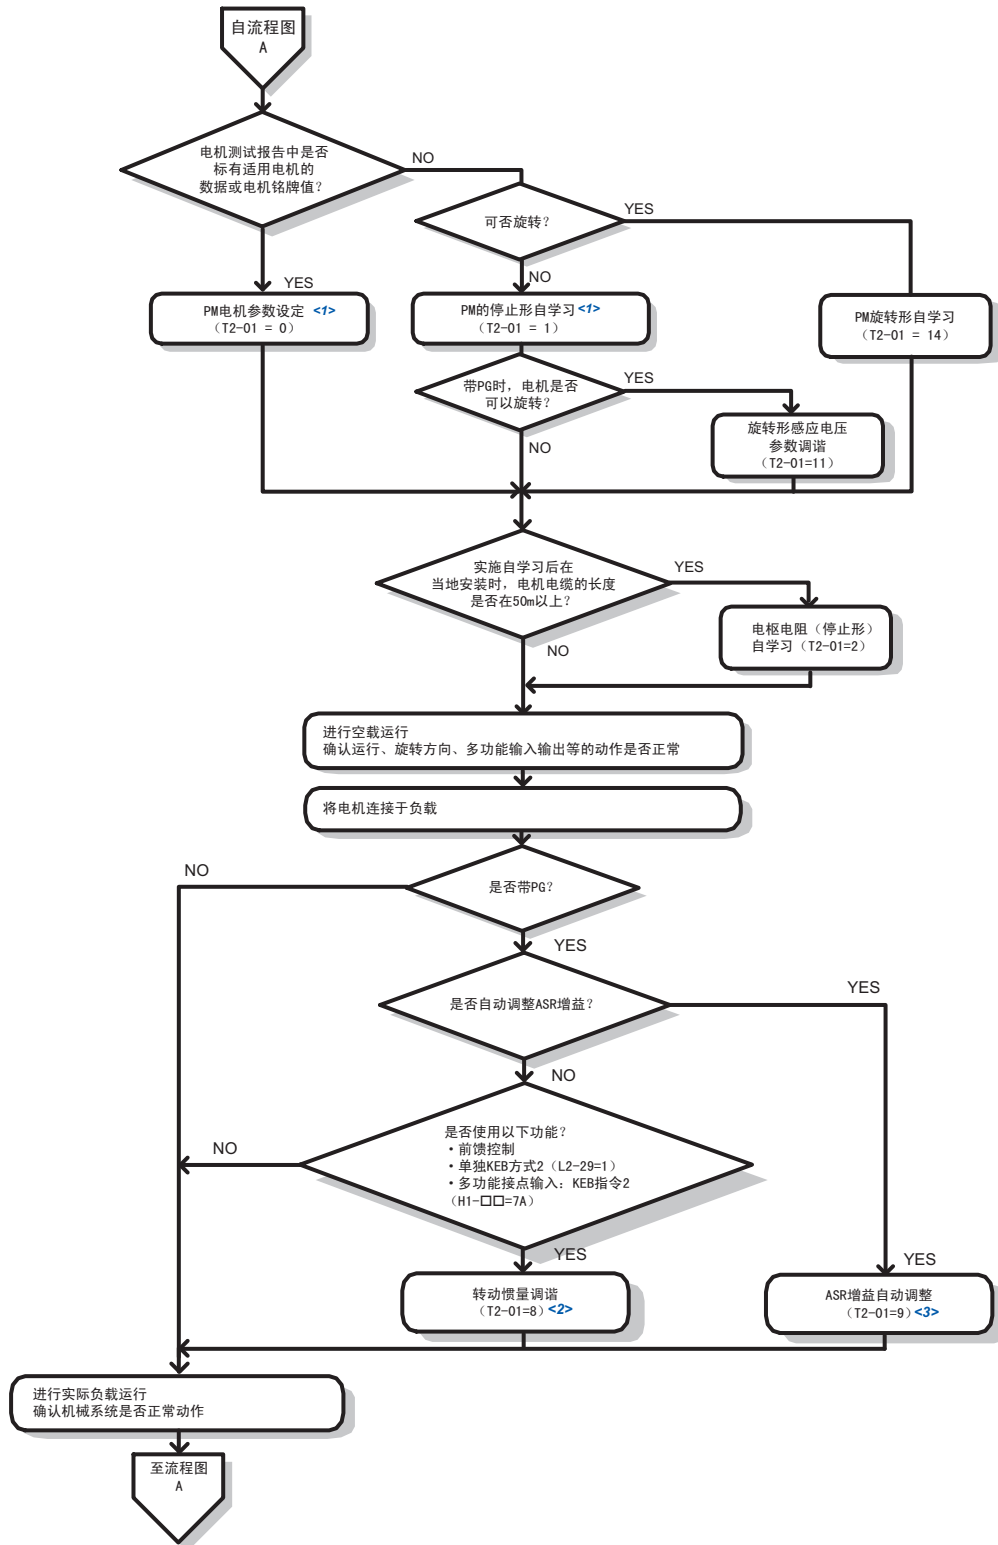 自流程图
A
电机测试报告中是否
标有适用电机的
数据或电机铭牌值？
NO
可否旋转？
YES
YES
NO
PM电机参数设定 <1>
（T2-01 = 0）
PM的停止形自学习<1>
（T2-01 = 1）
PM旋转形自学习
（T2-01 = 14）
带PG时，电机是否
可以旋转？
YES
NO
旋转形感应电压
参数调谐
（T2-01=11）
实施自学习后在
当地安装时，电机电缆的长度
是否在50m以上？
YES
NO
电枢电阻（停止形）
自学习（T2-01=2）
进行空载运行
确认运行、旋转方向、多功能输入输出等的动作是否正常
将电机连接于负载
NO
是否带PG？
YES
是否自动调整ASR增益？
YES
NO
是否使用以下功能？
・前馈控制
・单独KEB方式2（L2-29=1）
・多功能接点输入：KEB指令2
（H1-□□=7A）
NO
YES
YES
转动惯量调谐
（T2-01=8）<2>
ASR增益自动调整
（T2-01=9）<3>
进行实际负载运行
确认机械系统是否正常动作
至流程图
A